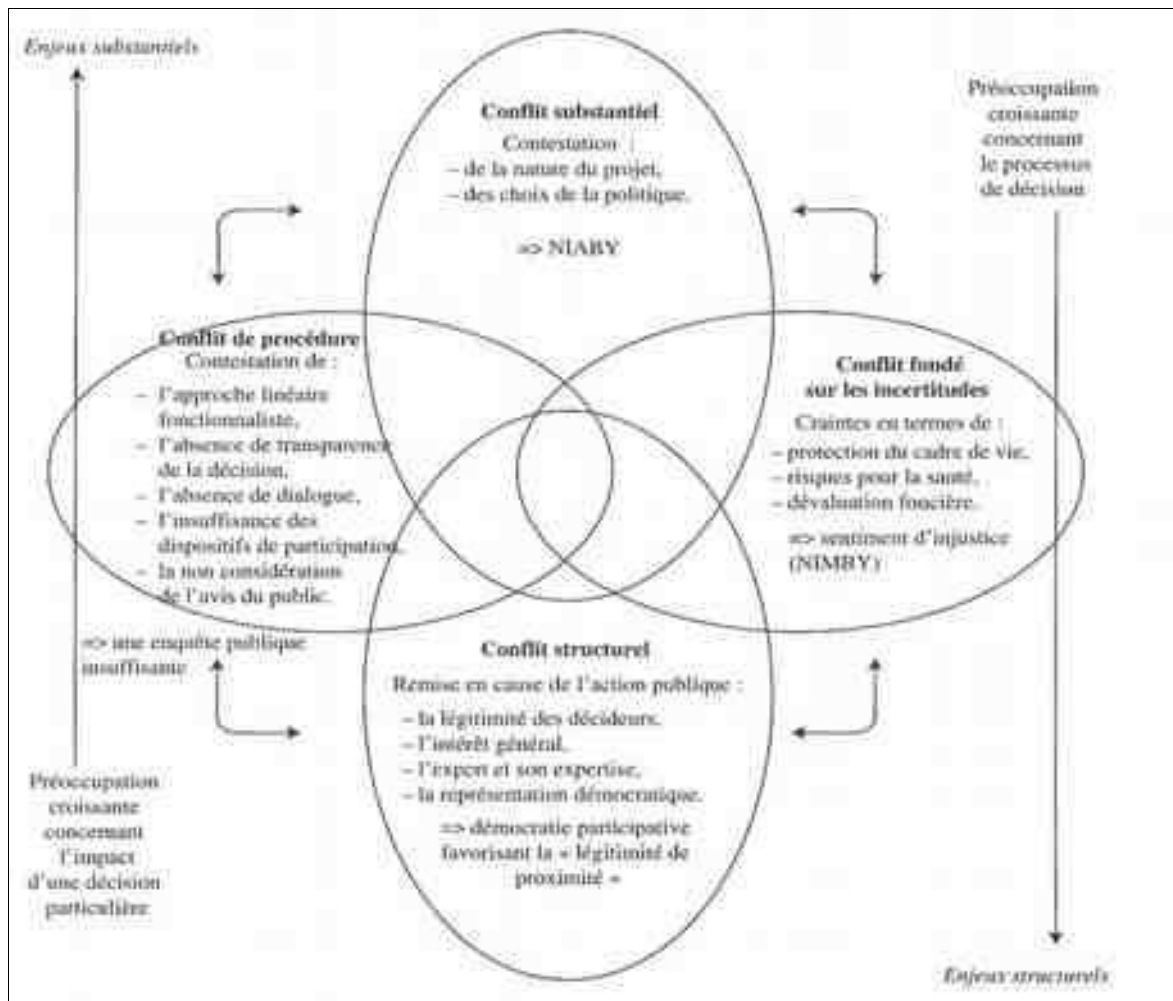 Enjeux substantiels
Préoccupation
croissante
concernant
le processus
de décision
Conflit substantiel
Contestation :
– de la nature du projet,
– des choix de la politique.
=> NIABY
Conflit de procédure
Contestation de :
– l'approche linéaire
fonctionnaliste,
– l'absence de transparence
de la décision,
– l'absence de dialogue,
– l'insuffisance des
dispositifs de participation,
– la non considération
de l'avis du public.
=> une enquête publique
insuffisante
Conflit fondé
sur les incertitudes
Craintes en termes de :
– protection du cadre de vie,
– risques pour la santé,
– dévaluation foncière.
=> sentiment d'injustice
(NIMBY)
Conflit structurel
Remise en cause de l'action publique :
– la légitimité des décideurs,
– l'intérêt général,
– l'expert et son expertise,
– la représentation démocratique.
=> démocratie participative
favorisant la « légitimité de
proximité »
Préoccupation
croissante
concernant
l'impact
d'une décision
particulière
Enjeux structurels